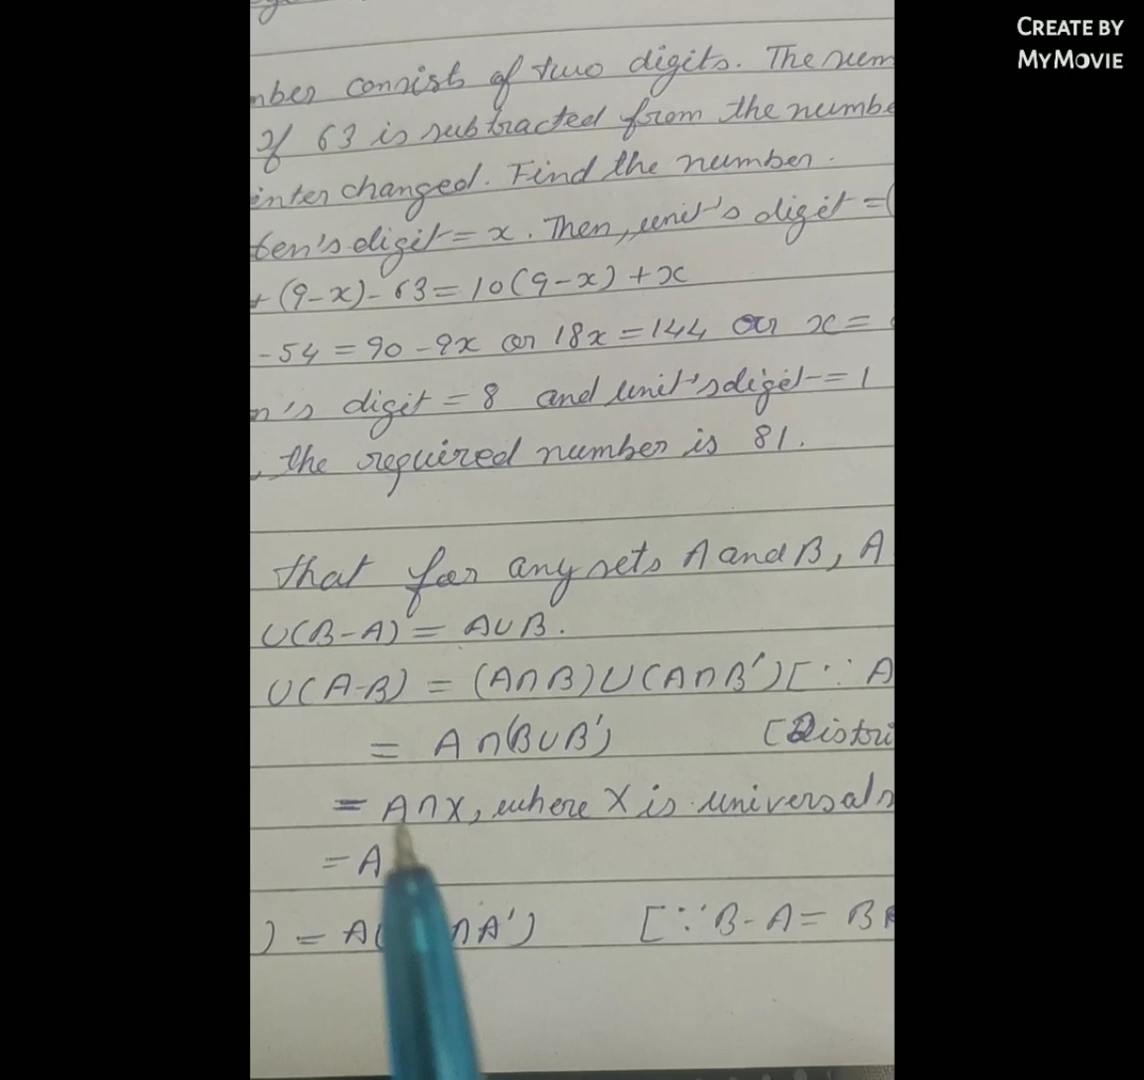 CREATE BY
MYMOVIE
nber consists of two digits. The sum
If 63 is subtracted from the numbe
interchanged. Find the number.
ten's digit = x. Then, unit's digit = (
+ (9-x) - 63 = 10(9-x) + x
- 54 = 90 - 9x or 18x = 144 or x =
n's digit = 8 and unit's digit = 1
, the required number is 81.
that for any sets A and B, A
∪(B-A) = A∪B.
∪(A-B) = (A∩B)∪(A∩B') [∵ A
= A∩(B∪B') [Distri
= A∩X, where X is universal s
= A
) = A( ∩A') [∵ B-A = B